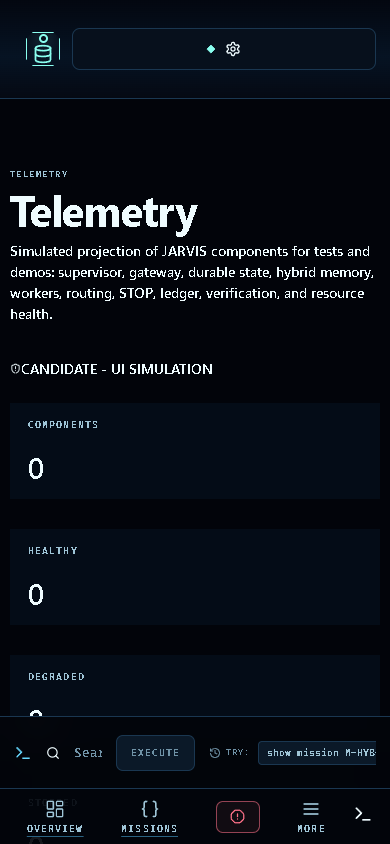 TELEMETRY
Telemetry
Simulated projection of JARVIS components for tests and
demos: supervisor, gateway, durable state, hybrid memory,
workers, routing, STOP, ledger, verification, and resource
health.
CANDIDATE - UI SIMULATION
COMPONENTS
0
HEALTHY
0
DEGRADED
Sear
EXECUTE
TRY:
show mission M-HYB
OVERVIEW
MISSIONS
MORE